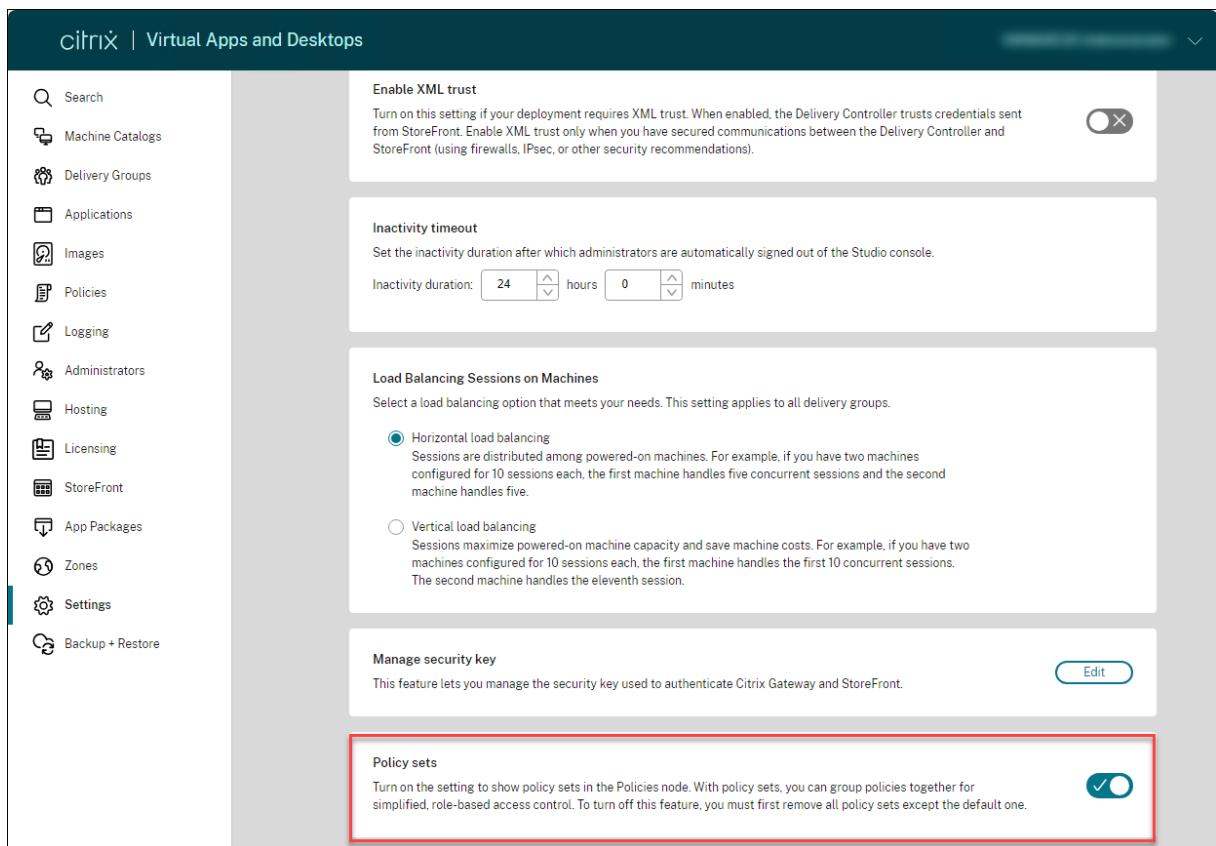 citrix | Virtual Apps and Desktops
Search
Machine Catalogs
Delivery Groups
Applications
Images
Policies
Logging
Administrators
Hosting
Licensing
StoreFront
App Packages
Zones
Settings
Backup + Restore
Enable XML trust
Turn on this setting if your deployment requires XML trust. When enabled, the Delivery Controller trusts credentials sent
from StoreFront. Enable XML trust only when you have secured communications between the Delivery Controller and
StoreFront (using firewalls, IPsec, or other security recommendations).
Inactivity timeout
Set the inactivity duration after which administrators are automatically signed out of the Studio console.
Inactivity duration: 24 hours 0 minutes
Load Balancing Sessions on Machines
Select a load balancing option that meets your needs. This setting applies to all delivery groups.
Horizontal load balancing
Sessions are distributed among powered-on machines. For example, if you have two machines
configured for 10 sessions each, the first machine handles five concurrent sessions and the second
machine handles five.
Vertical load balancing
Sessions maximize powered-on machine capacity and save machine costs. For example, if you have two
machines configured for 10 sessions each, the first machine handles the first 10 concurrent sessions.
The second machine handles the eleventh session.
Manage security key
This feature lets you manage the security key used to authenticate Citrix Gateway and StoreFront.
Edit
Policy sets
Turn on the setting to show policy sets in the Policies node. With policy sets, you can group policies together for
simplified, role-based access control. To turn off this feature, you must first remove all policy sets except the default one.